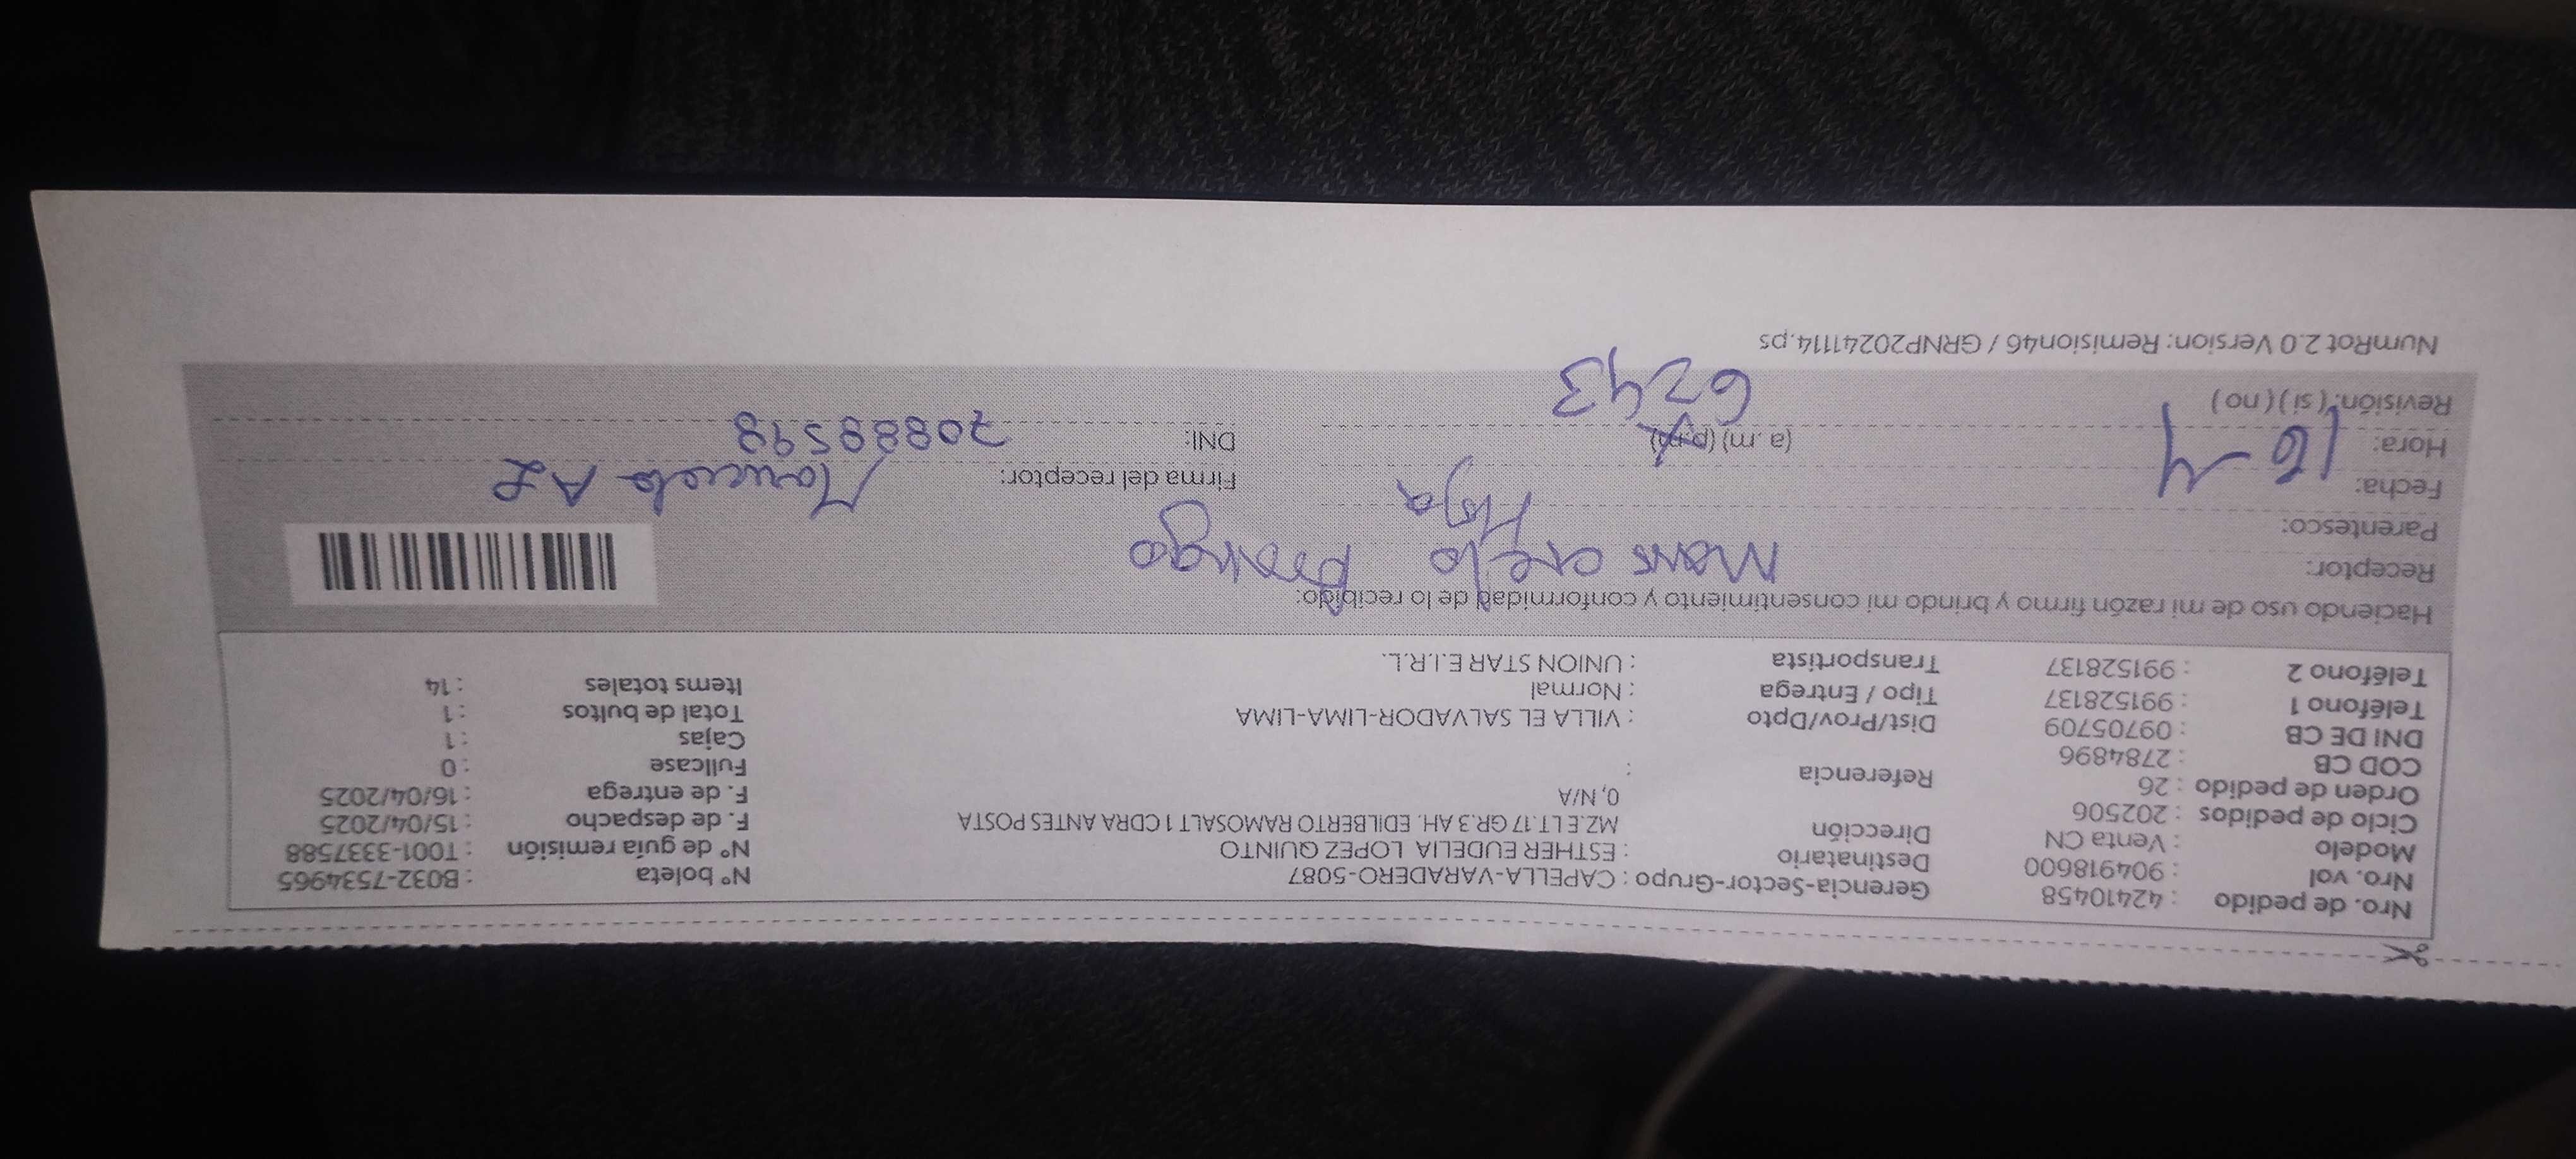 Nro. de pedido : 42410458 Gerencia-Sector-Grupo : CAPELLA-VARADERO-5087 N° boleta : B032-7534965
Nro. vol : 904918600 Destinatario : ESTHER EUDELIA LOPEZ QUINTO N° de guía remisión : T001-3337588
Modelo : Venta CN Dirección MZ.E LT.17 GR.3 AH. EDILBERTO RAMOSALT 1 CDRA ANTES POSTA F. de despacho : 15/04/2025
Ciclo de pedidos : 202506 0, N/A F. de entrega : 16/04/2025
Orden de pedido : 26 Referencia : Fullcase : 0
COD CB : 2784896 Cajas : 1
DNI DE CB : 09705709 Dist/Prov/Dpto : VILLA EL SALVADOR-LIMA-LIMA Total de bultos : 1
Teléfono 1 : 991528137 Tipo / Entrega : Normal Items totales : 14
Teléfono 2 : 991528137 Transportista : UNION STAR E.I.R.L.
Haciendo uso de mi razón firmo y brindo mi consentimiento y conformidad de lo recibido:
Receptor:
Parentesco: Hija
Fecha: 16-4 Firma del receptor:
Hora: (a.m) (p.m) DNI: 70889598
6:43
Revisión: (si) (no)
NumRot 2.0 Version: Remision46 / GRNP20241114.ps